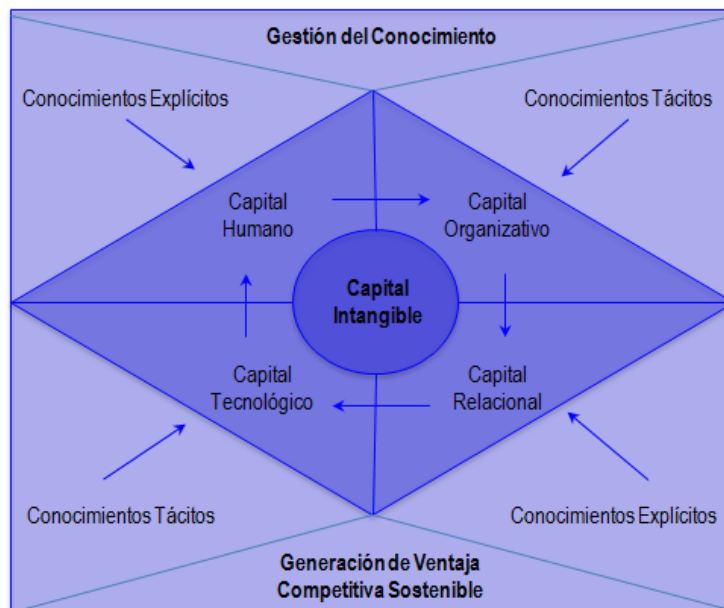 Gestión del Conocimiento
Conocimientos Explícitos
Conocimientos Tácitos
Capital
Humano
Capital
Organizativo
Capital
Intangible
Capital
Tecnológico
Capital
Relacional
Conocimientos Tácitos
Conocimientos Explícitos
Generación de Ventaja
Competitiva Sostenible